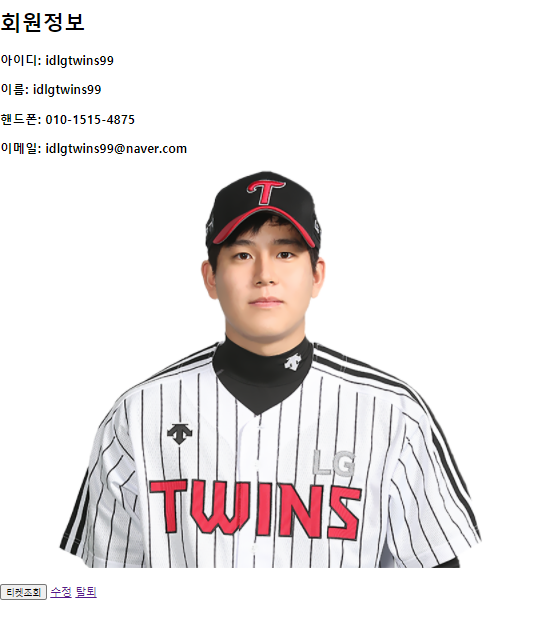 회원정보
아이디: idlgtwins99
이름: idlgtwins99
핸드폰: 010-1515-4875
이메일: idlgtwins99@naver.com
T
LG
TWINS
티켓조회 수정 탈퇴